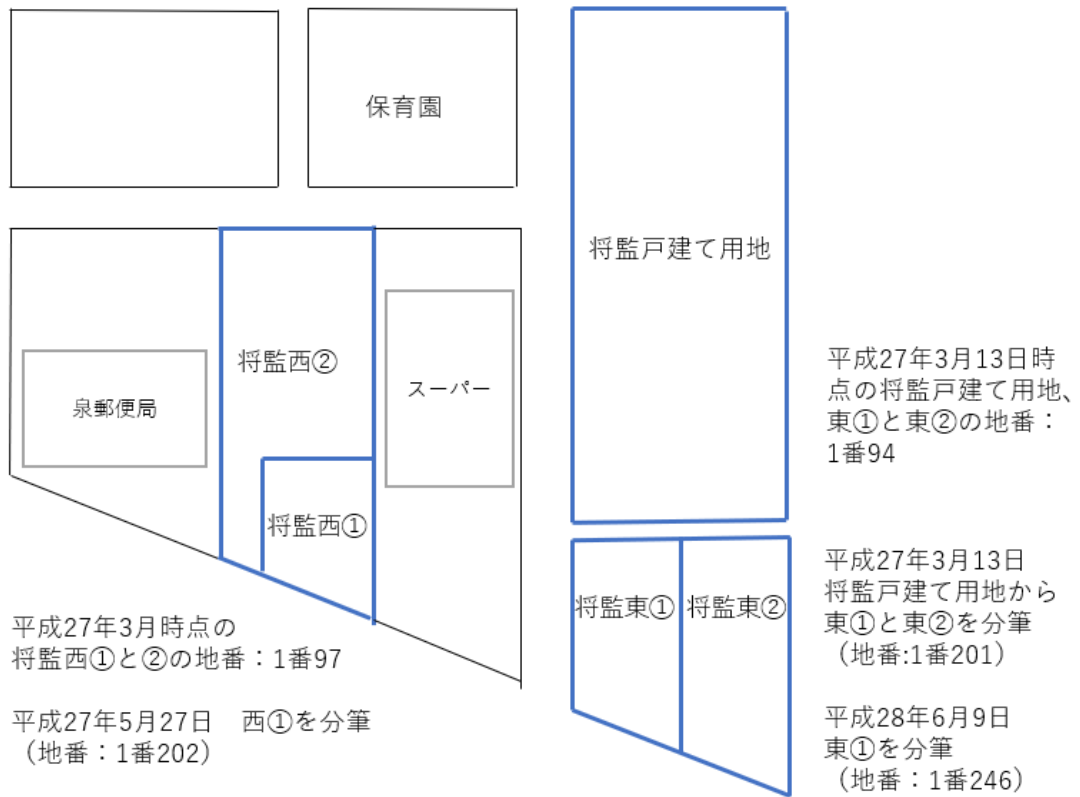 保育園
将監戸建て用地
将監西②
スーパー
泉郵便局
将監西①
平成27年3月時点の
将監西①と②の地番：1番97
平成27年5月27日　西①を分筆
（地番：1番202）
将監東①
将監東②
平成27年3月13日時
点の将監戸建て用地、
東①と東②の地番：
1番94
平成27年3月13日
将監戸建て用地から
東①と東②を分筆
（地番:1番201）
平成28年6月9日
東①を分筆
（地番：1番246）